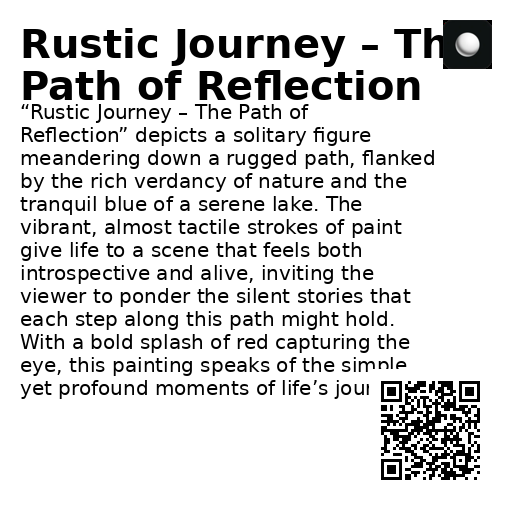 Rustic Journey – The
Path of Reflection
“Rustic Journey – The Path of
Reflection” depicts a solitary figure
meandering down a rugged path, flanked
by the rich verdancy of nature and the
tranquil blue of a serene lake. The
vibrant, almost tactile strokes of paint
give life to a scene that feels both
introspective and alive, inviting the
viewer to ponder the silent stories that
each step along this path might hold.
With a bold splash of red capturing the
eye, this painting speaks of the simple
yet profound moments of life’s